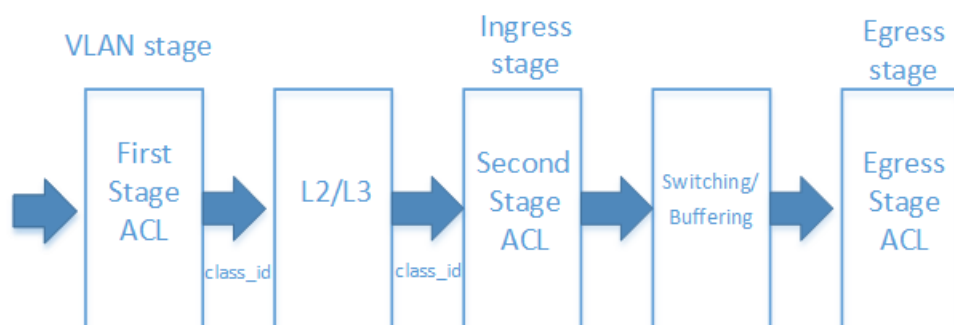 VLAN stage
Ingress
stage
Egress
stage
First
Stage
ACL
class_id
L2/L3
class_id
Second
Stage
ACL
Switching/
Buffering
Egress
Stage
ACL